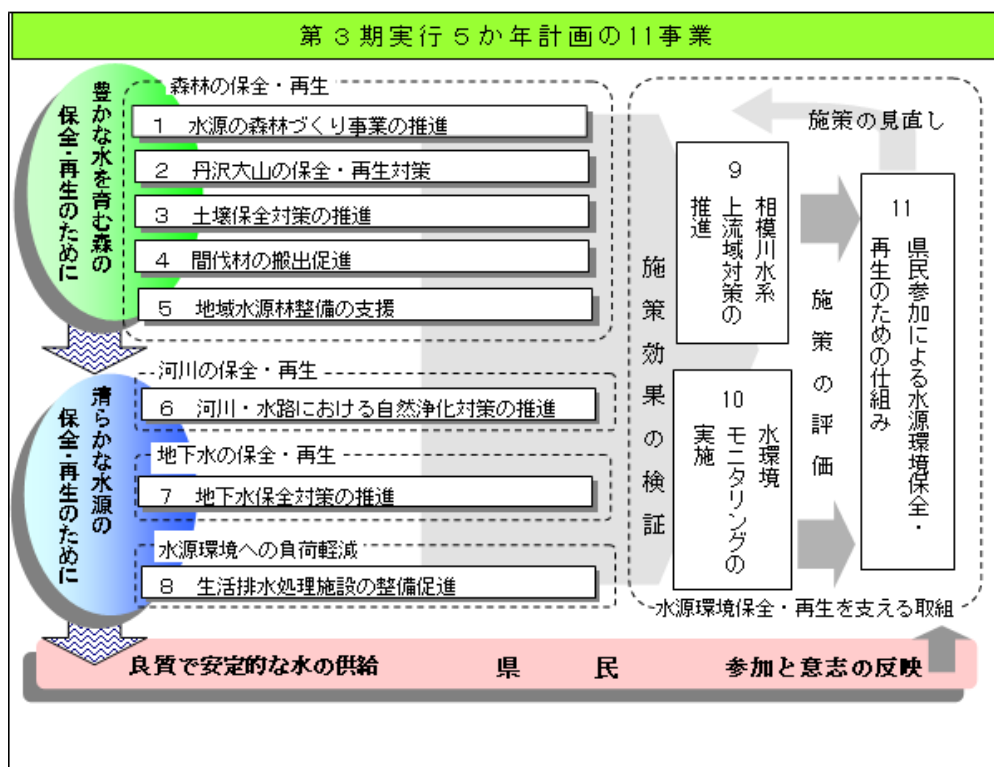 第３期実行５か年計画の11事業
豊かな水を育む森の
保全・再生のために
森林の保全・再生
１　水源の森林づくり事業の推進
２　丹沢大山の保全・再生対策
３　土壌保全対策の推進
４　間伐材の搬出促進
５　地域水源林整備の支援
清らかな水源の
保全・再生のために
河川の保全・再生
６　河川・水路における自然浄化対策の推進
地下水の保全・再生
７　地下水保全対策の推進
水源環境への負荷軽減
８　生活排水処理施設の整備促進
施策効果の検証
９　相模川水系
上流域対策の
推進
10　水環境
モニタリングの
実施
施策の評価
施策の見直し
11　県民参加による水源環境保全・
再生のための仕組み
水源環境保全・再生を支える取組
良質で安定的な水の供給　県　民　参加と意志の反映